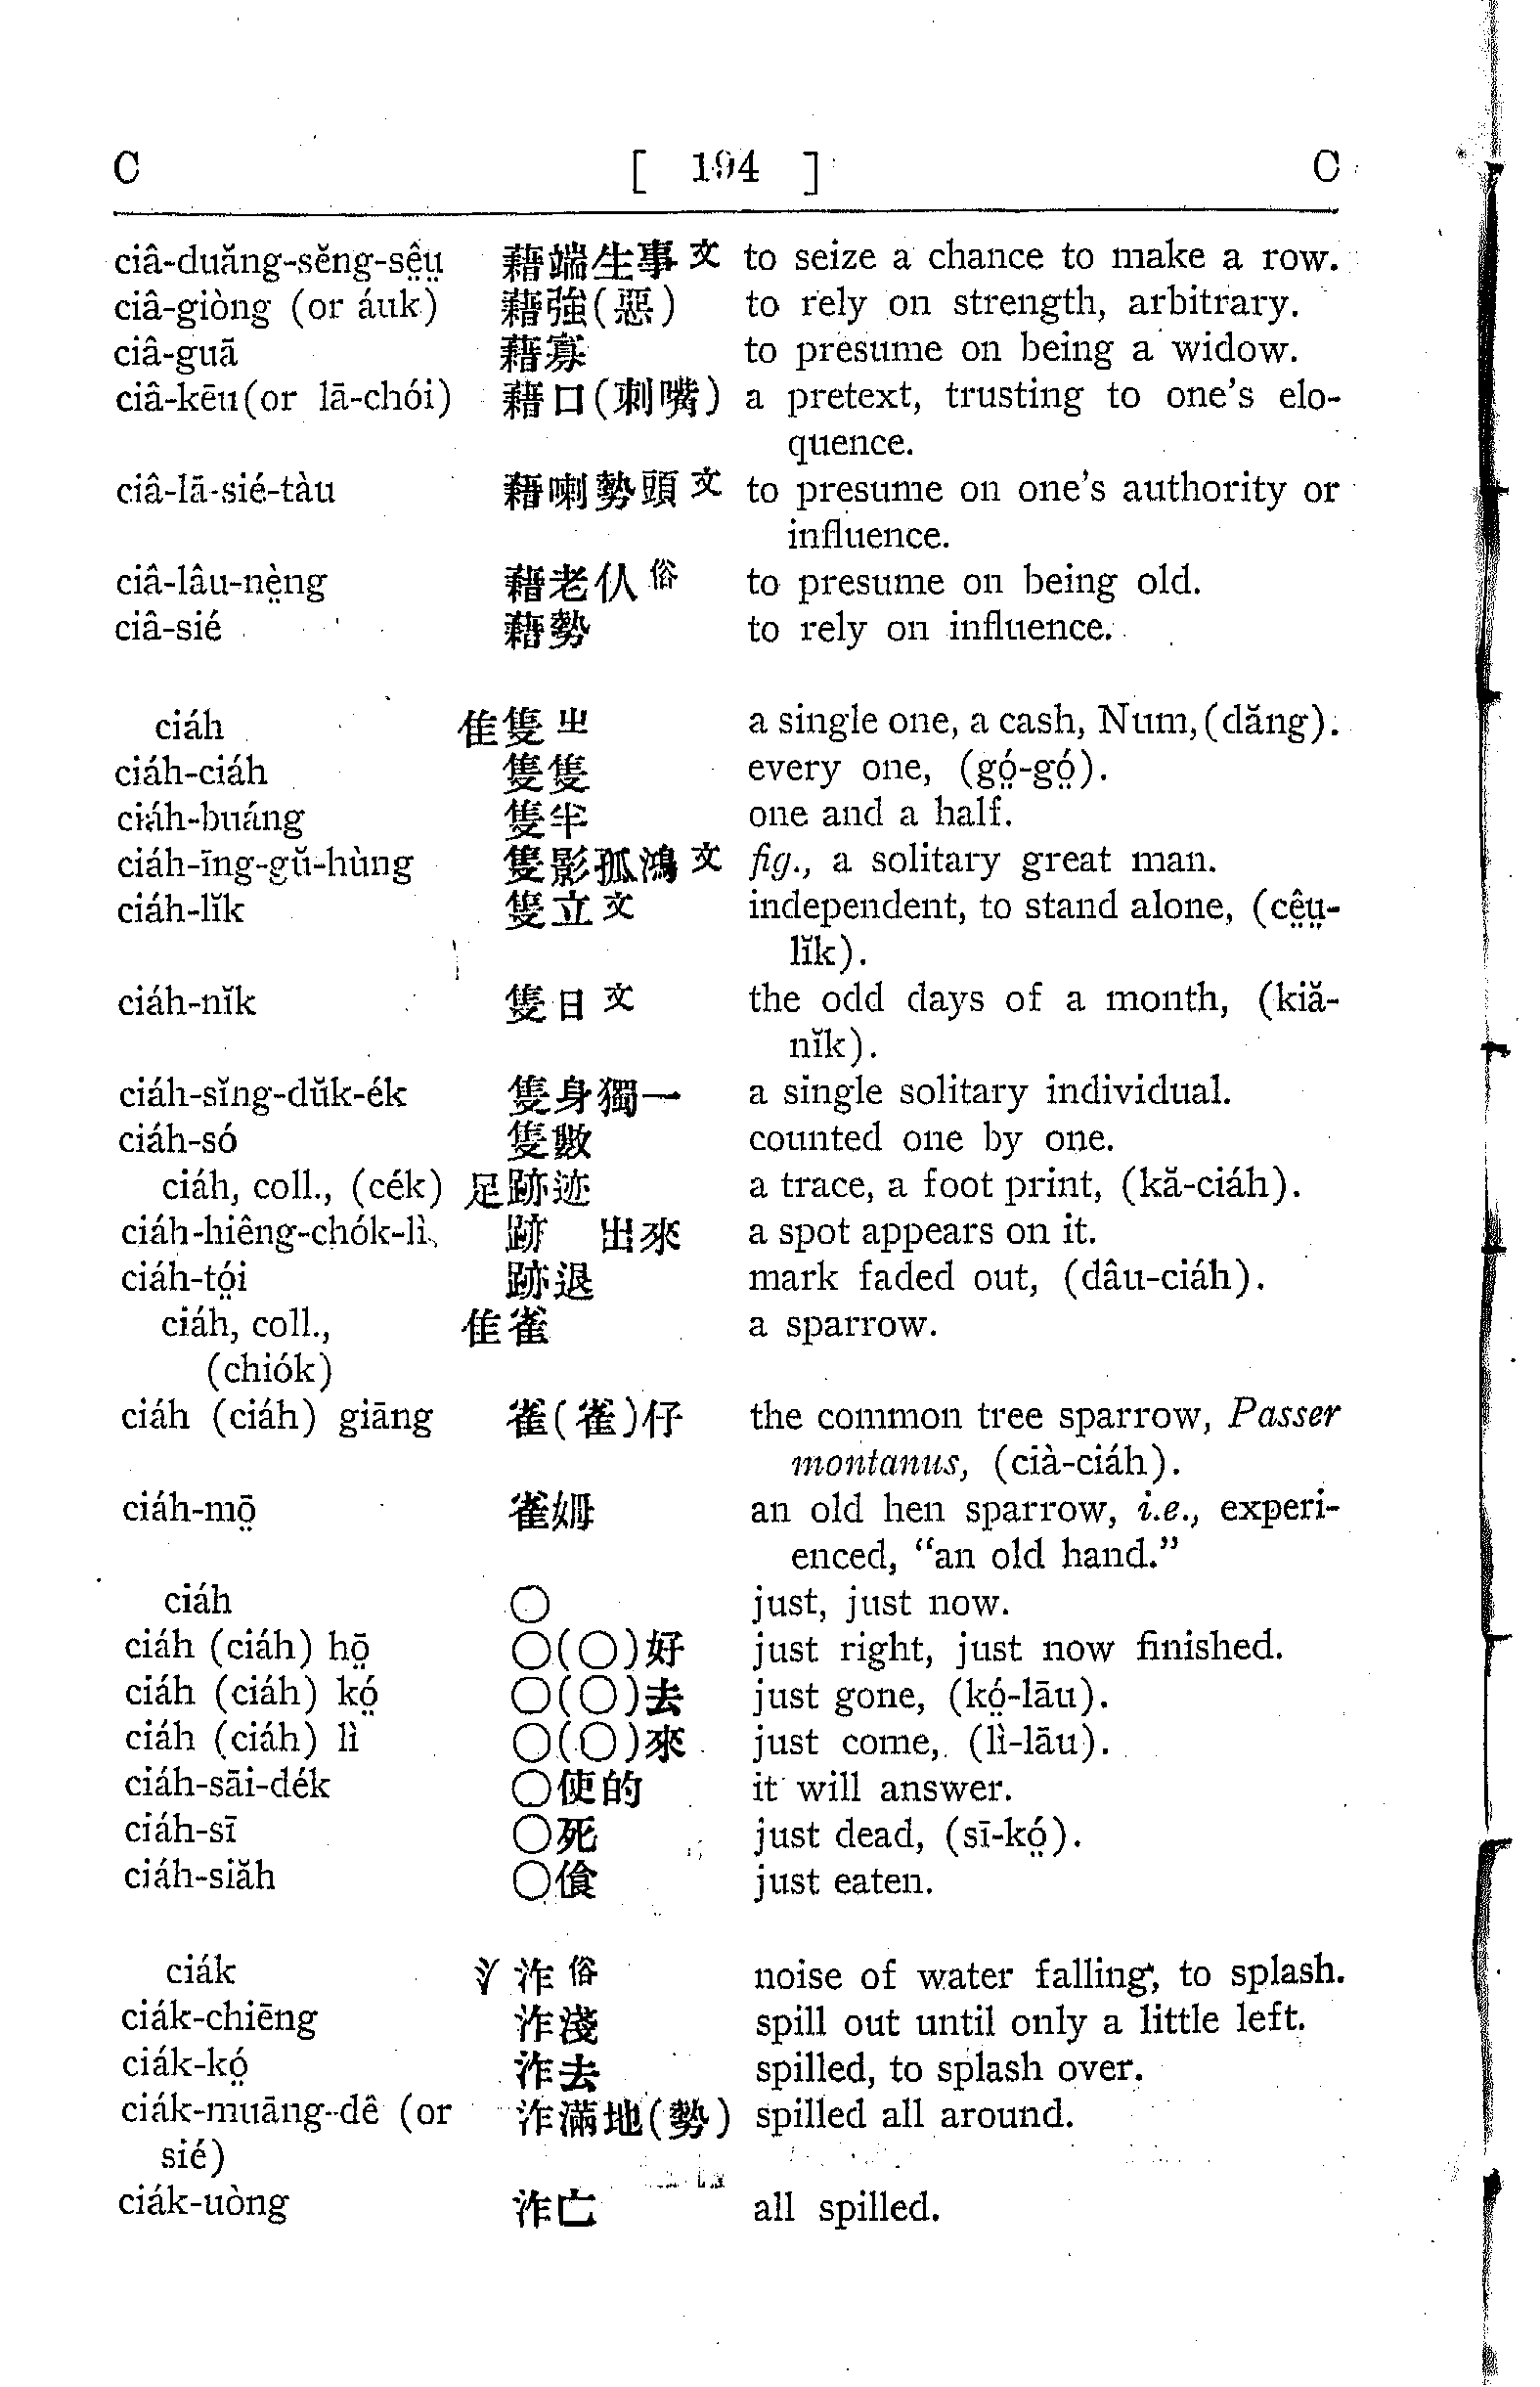 C [ 194 ] C
ciâ-duăng-sĕng-sê̤ṳ 藉端生事文 to seize a chance to make a row.
ciâ-giòng (or áuk) 藉強(惡) to rely on strength, arbitrary.
ciâ-guā 藉寡 to presume on being a widow.
ciâ-kēu(or lā-chói) 藉口(刺嘴) a pretext, trusting to one's elo-
quence.
ciâ-lā-sié-tàu 藉喇勢頭文 to presume on one's authority or
influence.
ciâ-lâu-nè̤ng 藉老仈俗 to presume on being old.
ciâ-sié 藉勢 to rely on influence.
ciáh 隹隻出 a single one, a cash, Num,(dăng).
ciáh-ciáh 隻隻 every one, (gó̤-gó̤).
ciáh-buáng 隻半 one and a half.
ciáh-īng-gŭ-hùng 隻影孤鴻文 fig., a solitary great man.
ciáh-lĭk 隻立文 independent, to stand alone, (cê̤ṳ-
lĭk).
ciáh-nĭk 隻日文 the odd days of a month, (kiă-
nĭk).
ciáh-sĭng-dŭk-ék 隻身獨一 a single solitary individual.
ciáh-só 隻數 counted one by one.
ciáh, coll., (cék) 足跡迹 a trace, a foot print, (kă-ciáh).
ciáh-hiêng-chók-lì 跡 出來 a spot appears on it.
ciáh-tó̤i 跡退 mark faded out, (dâu-ciáh).
ciáh, coll., 隹雀 a sparrow.
(chiók)
ciáh (ciáh) giāng 雀(雀)仔 the common tree sparrow, Passer
montanus, (cià-ciáh).
ciáh-mō̤ 雀姆 an old hen sparrow, i.e., experi-
enced, "an old hand."
ciáh 〇 just, just now.
ciáh (ciáh) hō̤ 〇(〇)好 just right, just now finished.
ciáh (ciáh) kó̤ 〇(〇)去 just gone, (kó̤-lāu).
ciáh (ciáh) lì 〇(〇)來 just come, (lì-lāu).
ciáh-sāi-dék 〇使的 it will answer.
ciáh-sī 〇死 just dead, (sī-kó̤).
ciáh-siăh 〇飠 just eaten.
ciák 氵泎俗 noise of water falling, to splash.
ciák-chiēng 泎淺 spill out until only a little left.
ciák-kó̤ 泎去 spilled, to splash over.
ciák-muāng-dê (or 泎滿地(勢) spilled all around.
sié)
ciák-uòng 泎亡 all spilled.